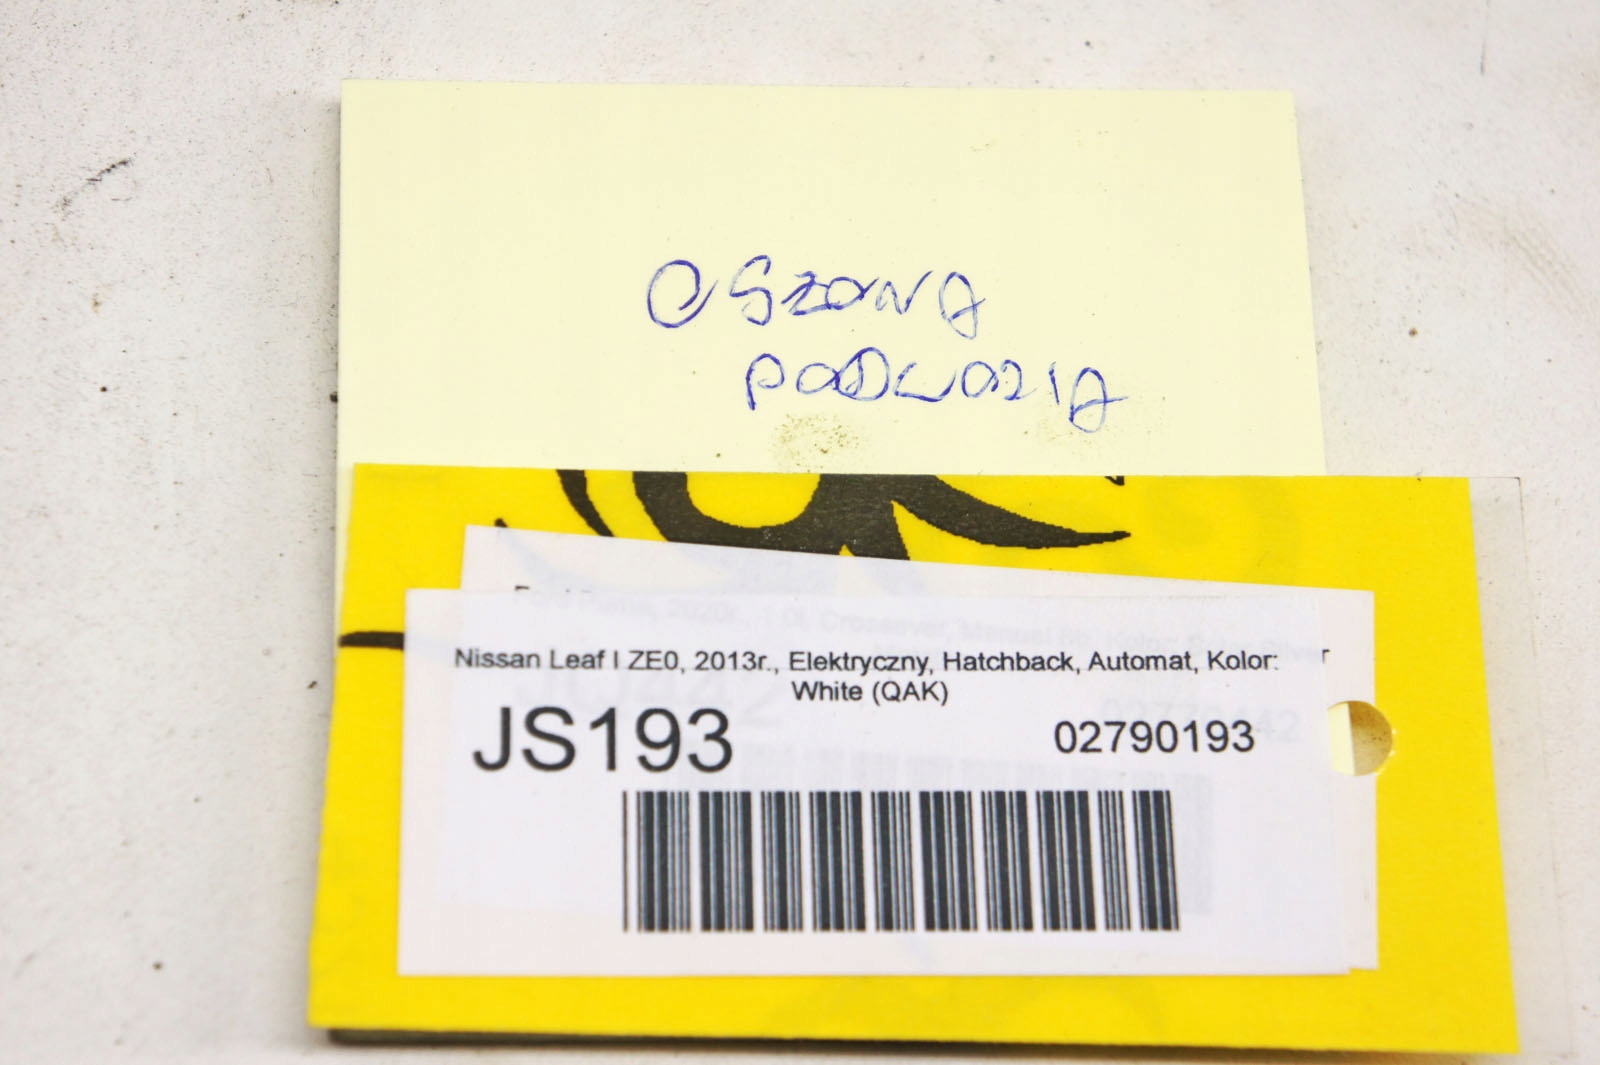 OSZONA
PODWOZIA
Nissan Leaf I ZE0, 2013r., Elektryczny, Hatchback, Automat, Kolor:
White (QAK)
JS193
02790193